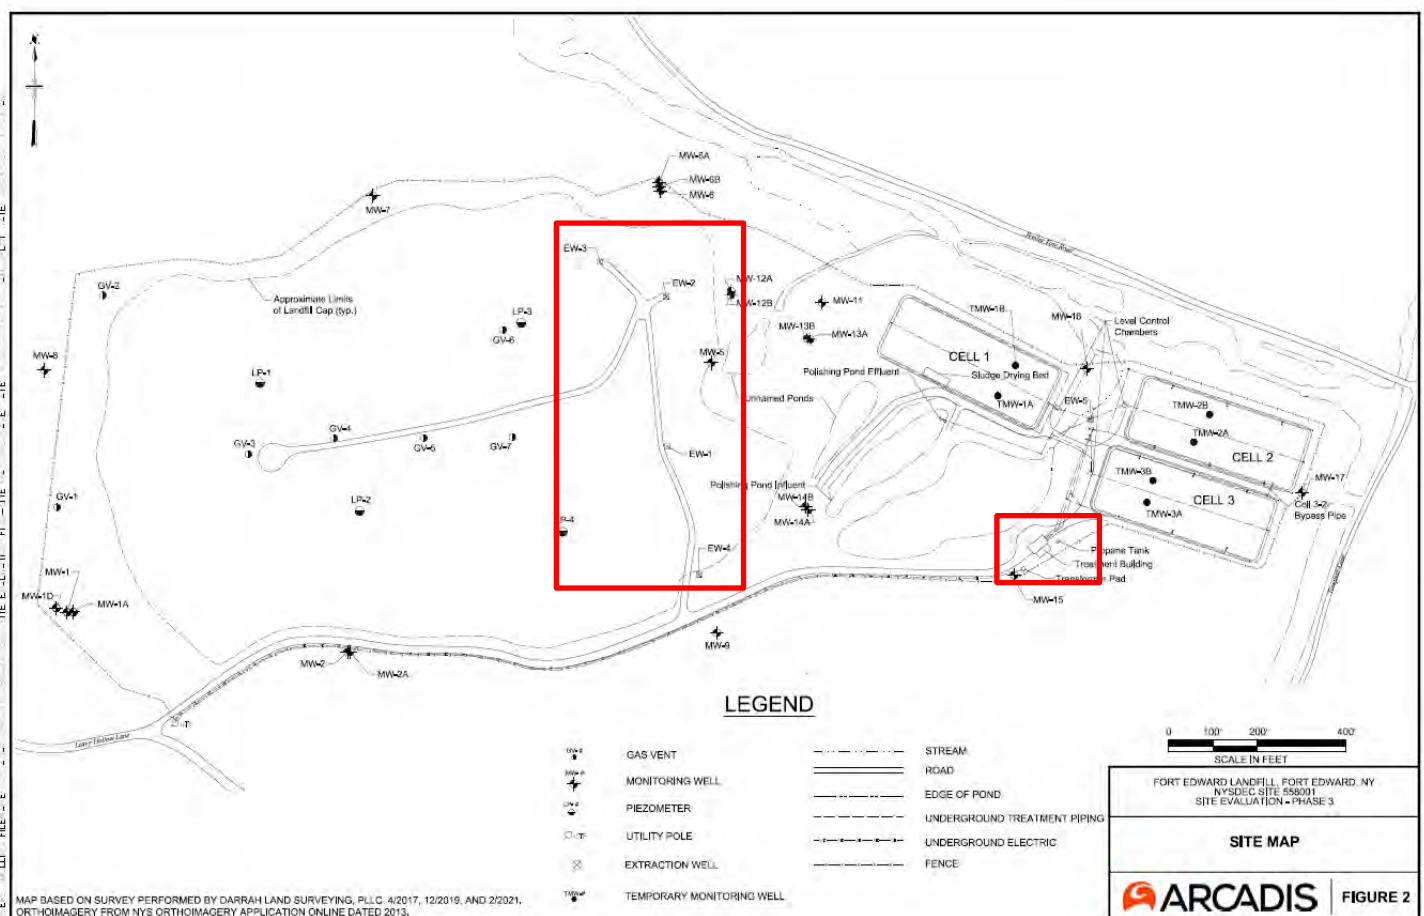 N
MW-6A
MW-6B
MW-6
MW-7
EW-3
EW-2
MW-12A
MW-12B
MW-11
GV-2
Approximate Limits
of Landfill Cap (typ.)
LP-3
GV-6
TMW-1B
MW-16
Level Control
Chambers
MW-13B
MW-13A
MW-8
MW-5
CELL 1
Polishing Pond Effluent
Sludge Drying Bed
LP-1
Unnamed Ponds
TMW-1A
EW-5
TMW-2B
GV-4
GV-3
GV-5
GV-7
EW-1
TMW-2A
CELL 2
TMW-3B
MW-17
Polishing Pond Influent
GV-1
LP-2
MW-14B
CELL 3
Cell 3-2
Bypass Pipe
TMW-3A
MW-14A
LP-4
EW-4
Propane Tank
Treatment Building
Transformer Pad
MW-1
MW-1D
MW-1A
MW-15
MW-9
MW-2
MW-2A
Leavy Hollow Lane
LEGEND
GAS VENT
MONITORING WELL
PIEZOMETER
UTILITY POLE
EXTRACTION WELL
TEMPORARY MONITORING WELL
STREAM
ROAD
EDGE OF POND
UNDERGROUND TREATMENT PIPING
UNDERGROUND ELECTRIC
FENCE
0 100' 200' 400'
SCALE IN FEET
FORT EDWARD LANDFILL, FORT EDWARD, NY
NYSDEC SITE 558001
SITE EVALUATION - PHASE 3
SITE MAP
ARCADIS
FIGURE 2
MAP BASED ON SURVEY PERFORMED BY DARRAH LAND SURVEYING, PLLC. 4/2017, 12/2019, AND 2/2021.
ORTHOIMAGERY FROM NYS ORTHOIMAGERY APPLICATION ONLINE DATED 2013.